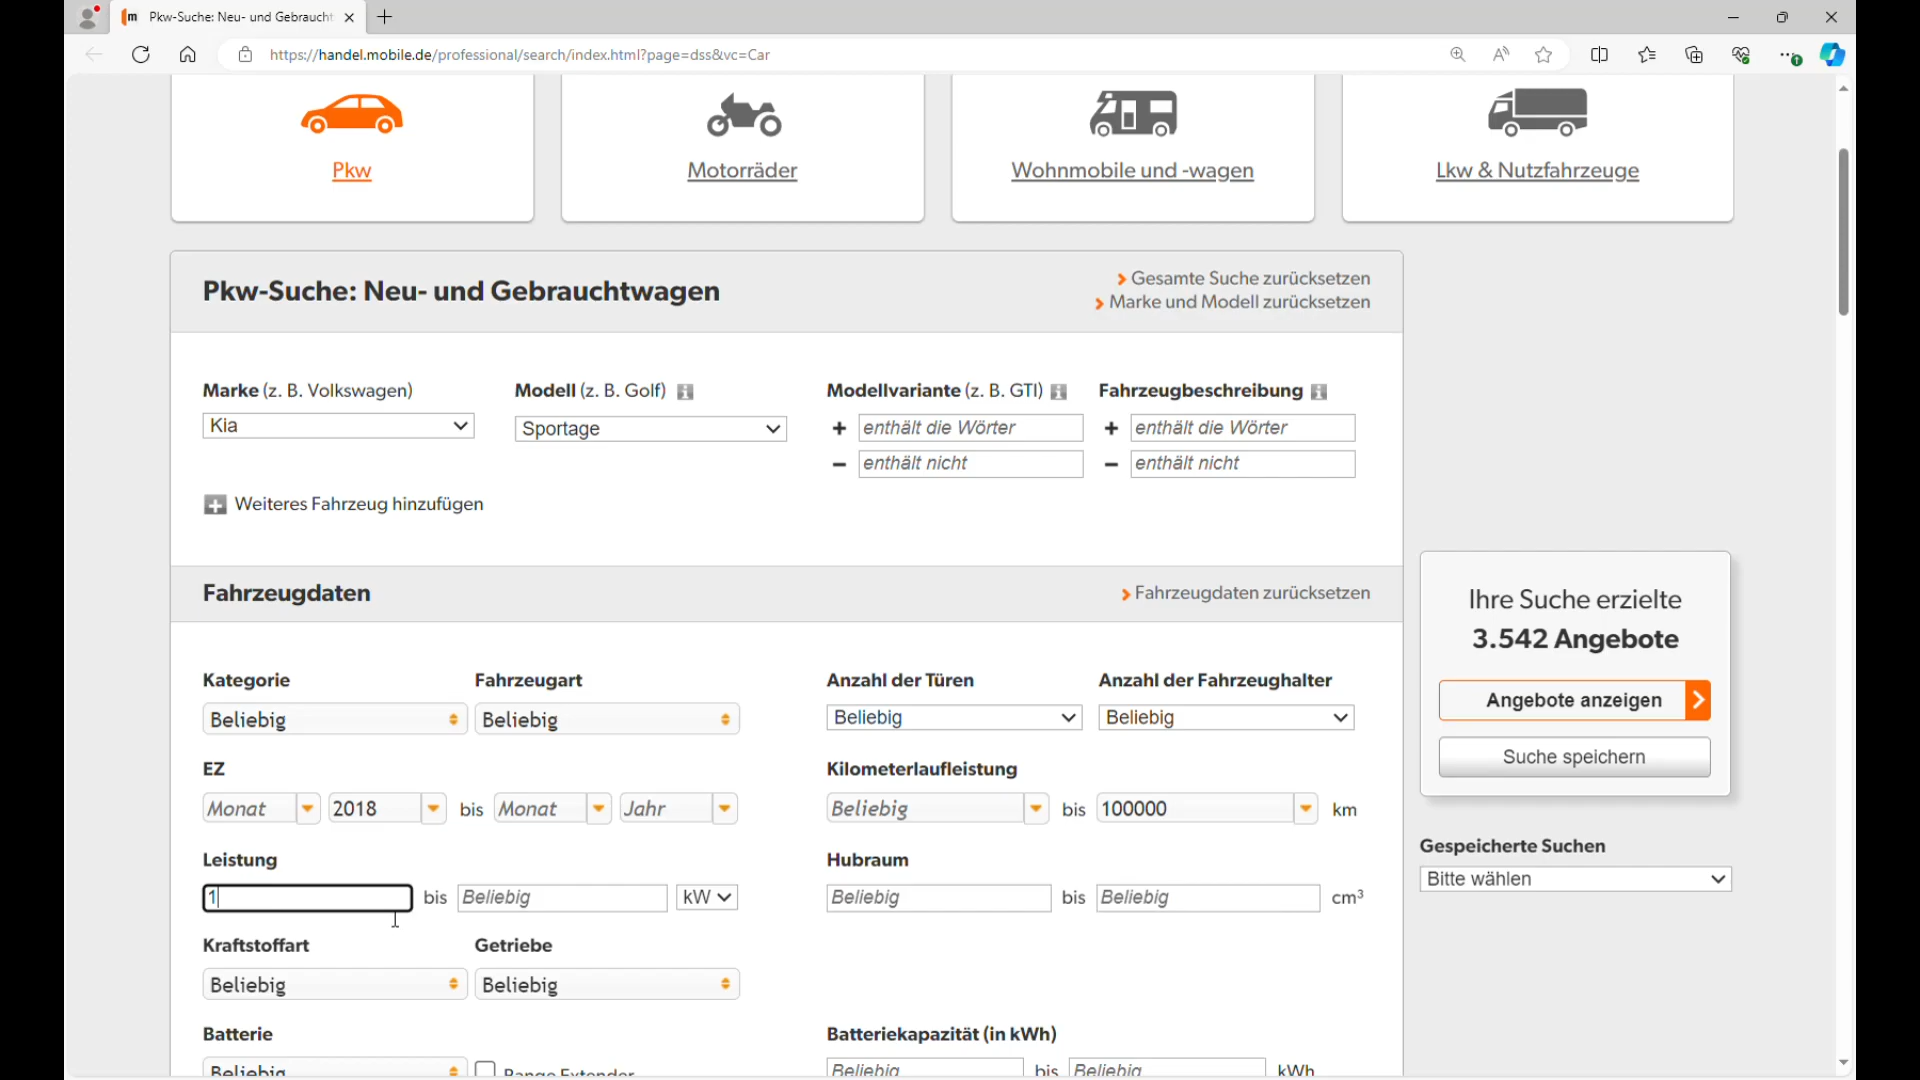 Pkw-Suche: Neu- und Gebraucht
https://handel.mobile.de/professional/search/index.html?page=dss&vc=Car
Pkw
Motorräder
Wohnmobile und -wagen
Lkw & Nutzfahrzeuge
Pkw-Suche: Neu- und Gebrauchtwagen
Gesamte Suche zurücksetzen
Marke und Modell zurücksetzen
Marke (z. B. Volkswagen)
Modell (z. B. Golf)
Modellvariante (z. B. GTI)
Fahrzeugbeschreibung
Kia
Sportage
+ enthält die Wörter
+ enthält die Wörter
– enthält nicht
– enthält nicht
Weiteres Fahrzeug hinzufügen
Fahrzeugdaten
Fahrzeugdaten zurücksetzen
Ihre Suche erzielte
3.542 Angebote
Angebote anzeigen
Suche speichern
Kategorie
Fahrzeugart
Anzahl der Türen
Anzahl der Fahrzeughalter
Beliebig
Beliebig
Beliebig
Beliebig
EZ
Kilometerlaufleistung
Monat 2018 bis Monat Jahr
Beliebig bis 100000 km
Gespeicherte Suchen
Bitte wählen
Leistung
Hubraum
1 bis Beliebig kW
Beliebig bis Beliebig cm³
Kraftstoffart
Getriebe
Beliebig
Beliebig
Batterie
Batteriekapazität (in kWh)
Beliebig
Range Extender
Beliebig bis Beliebig kWh